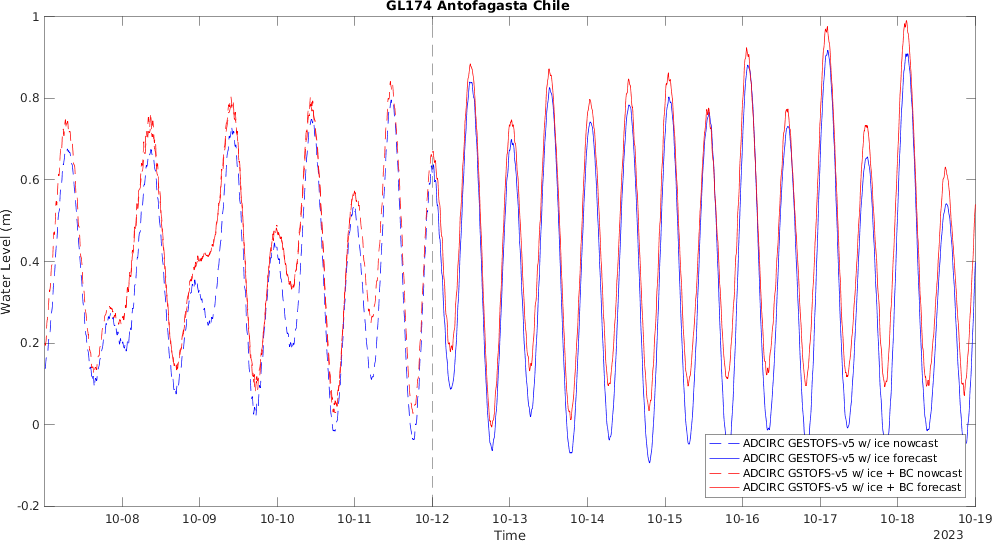 GL174 Antofagasta Chile
1
0.8
0.6
0.4
0.2
0
-0.2
Water Level (m)
ADCIRC GESTOFS-v5 w/ ice nowcast
ADCIRC GESTOFS-v5 w/ ice forecast
ADCIRC GSTOFS-v5 w/ ice + BC nowcast
ADCIRC GSTOFS-v5 w/ ice + BC forecast
10-08 10-09 10-10 10-11 10-12 10-13 10-14 10-15 10-16 10-17 10-18 10-19
Time
2023